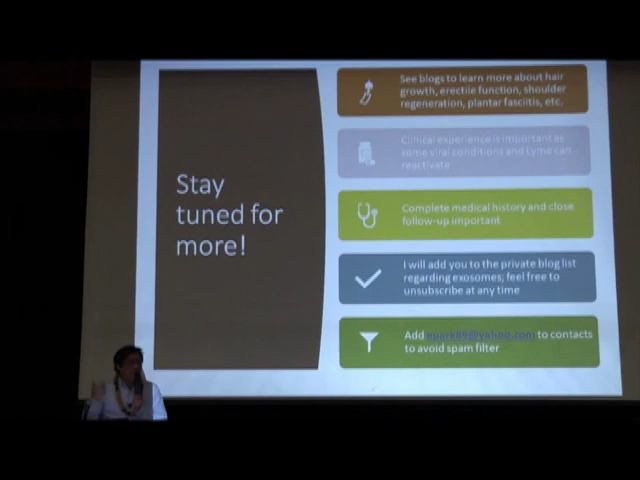 Stay
tuned for
more!
See blogs to learn more about hair
growth, erectile function, shoulder
regeneration, plantar fasciitis, etc.
Clinical experience is important as
some viral conditions and Lyme can
reactivate
Complete medical history and close
follow-up important
I will add you to the private blog list
regarding exosomes; feel free to
unsubscribe at any time
Add to contacts
to avoid spam filter